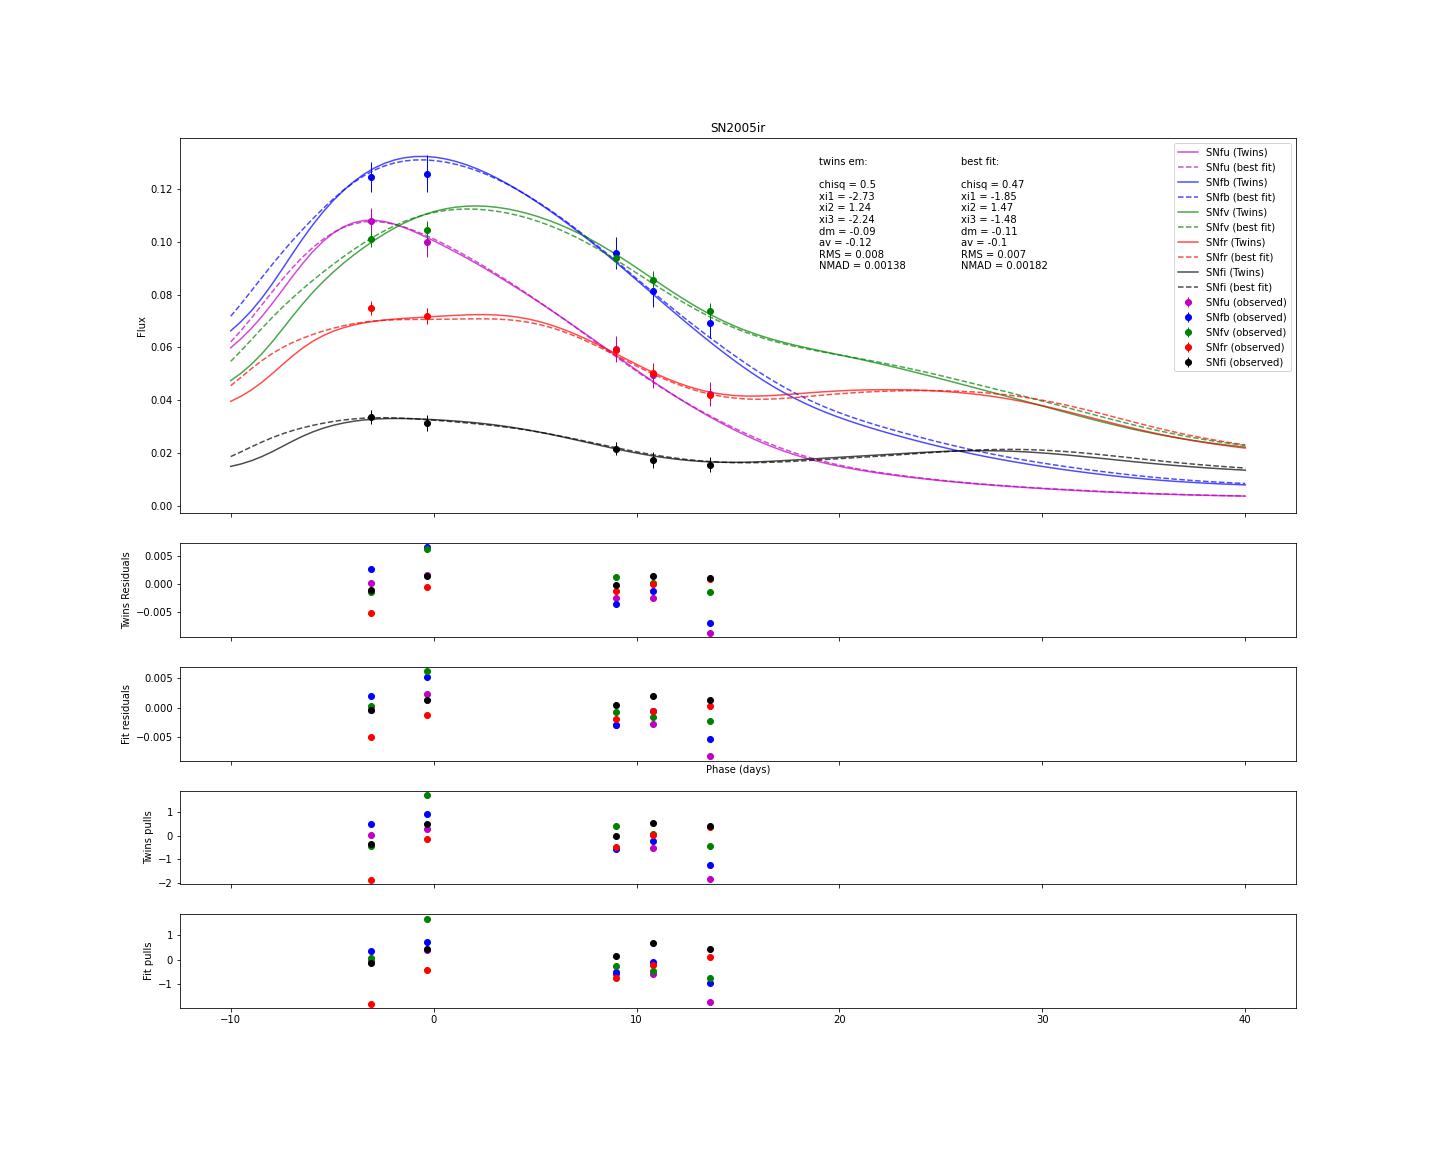 SN2005ir
Flux
0.12
0.10
0.08
0.06
0.04
0.02
0.00
twins em:
chisq = 0.5
xi1 = -2.73
xi2 = 1.24
xi3 = -2.24
dm = -0.09
av = -0.12
RMS = 0.008
NMAD = 0.00138
best fit:
chisq = 0.47
xi1 = -1.85
xi2 = 1.47
xi3 = -1.48
dm = -0.11
av = -0.1
RMS = 0.007
NMAD = 0.00182
SNfu (Twins)
SNfu (best fit)
SNfb (Twins)
SNfb (best fit)
SNfv (Twins)
SNfv (best fit)
SNfr (Twins)
SNfr (best fit)
SNfi (Twins)
SNfi (best fit)
SNfu (observed)
SNfb (observed)
SNfv (observed)
SNfr (observed)
SNfi (observed)
Twins Residuals
0.005
0.000
−0.005
Fit residuals
0.005
0.000
−0.005
Phase (days)
Twins pulls
1
0
−1
−2
Fit pulls
1
0
−1
−10 0 10 20 30 40